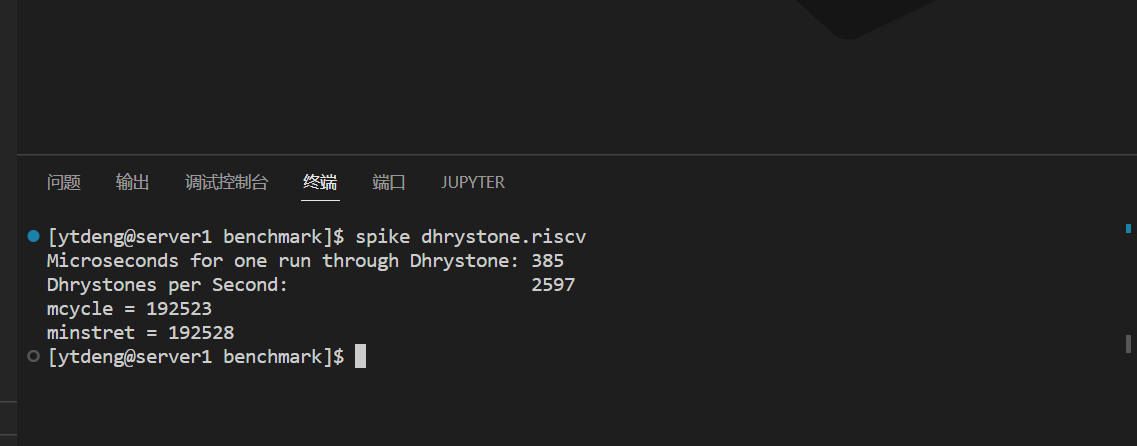 问题 输出 调试控制台 终端 端口 JUPYTER
[ytdeng@server1 benchmark]$ spike dhrystone.riscv
Microseconds for one run through Dhrystone: 385
Dhrystones per Second:                      2597
mcycle = 192523
minstret = 192528
[ytdeng@server1 benchmark]$